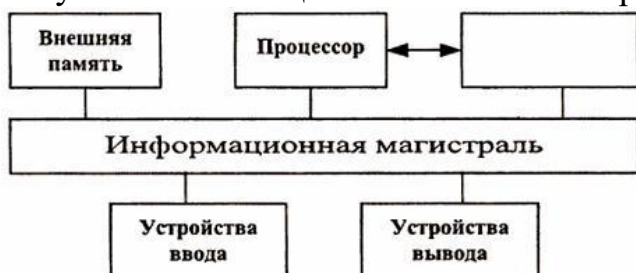 Внешняя
память
Процессор
Информационная магистраль
Устройства
ввода
Устройства
вывода